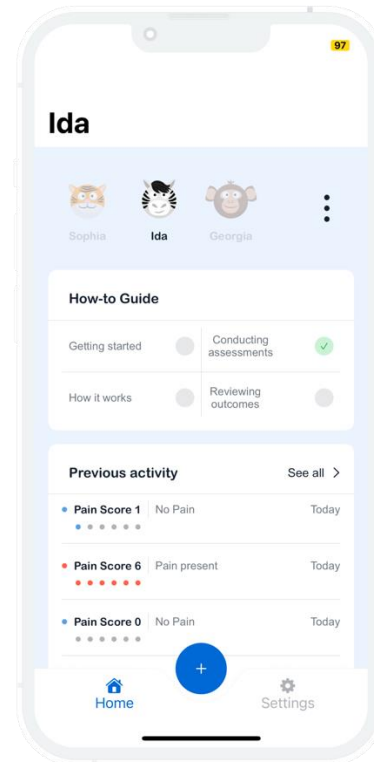 97
Ida
Sophia Ida Georgia
How-to Guide
Getting started
Conducting
assessments
How it works
Reviewing
outcomes
Previous activity See all
Pain Score 1 No Pain Today
Pain Score 6 Pain present Today
Pain Score 0 No Pain Today
Home Settings